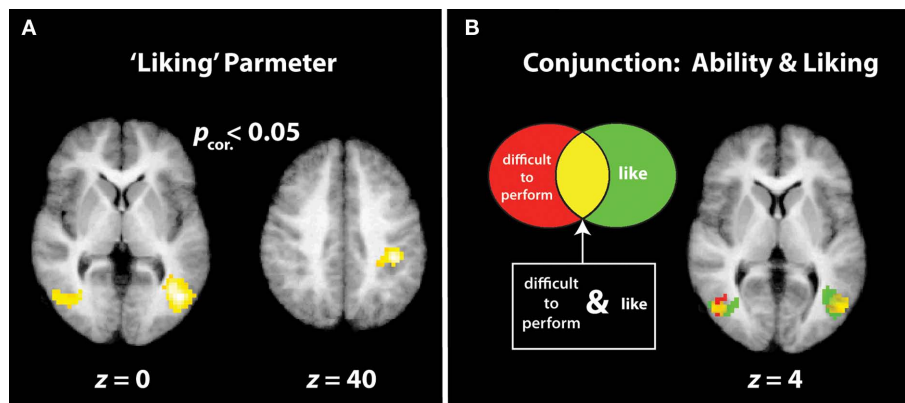 A
'Liking' Parmeter
pcor.< 0.05
z = 0
z = 40
B
Conjunction: Ability & Liking
difficult
to
perform
like
difficult
to
perform
& like
z = 4